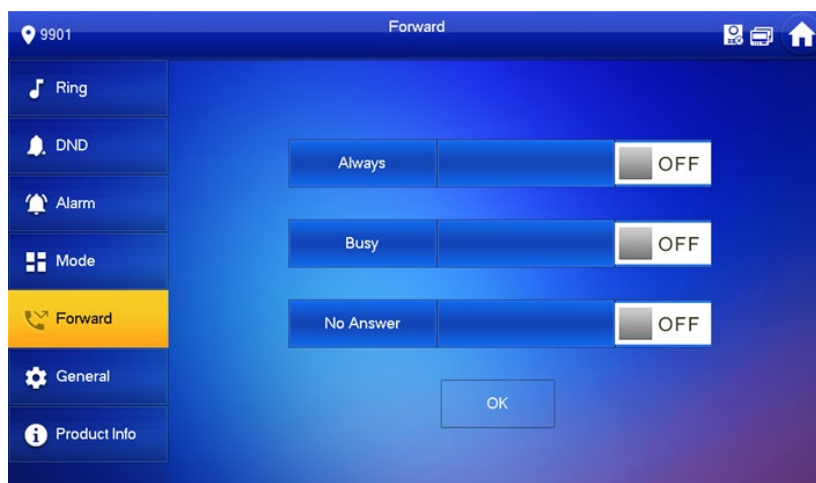 9901
Forward
Ring
DND
Alarm
Mode
Forward
General
Product Info
Always OFF
Busy OFF
No Answer OFF
OK